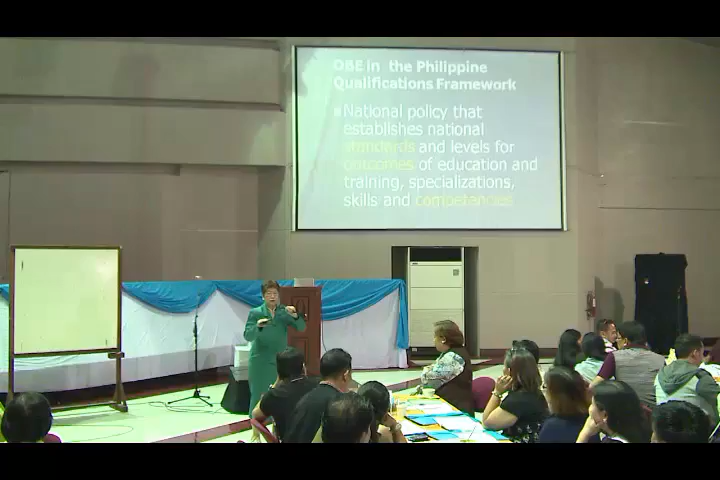 OBE in the Philippine
Qualifications Framework
National policy that
establishes national
standards and levels for
outcomes of education and
training, specializations,
skills and competencies